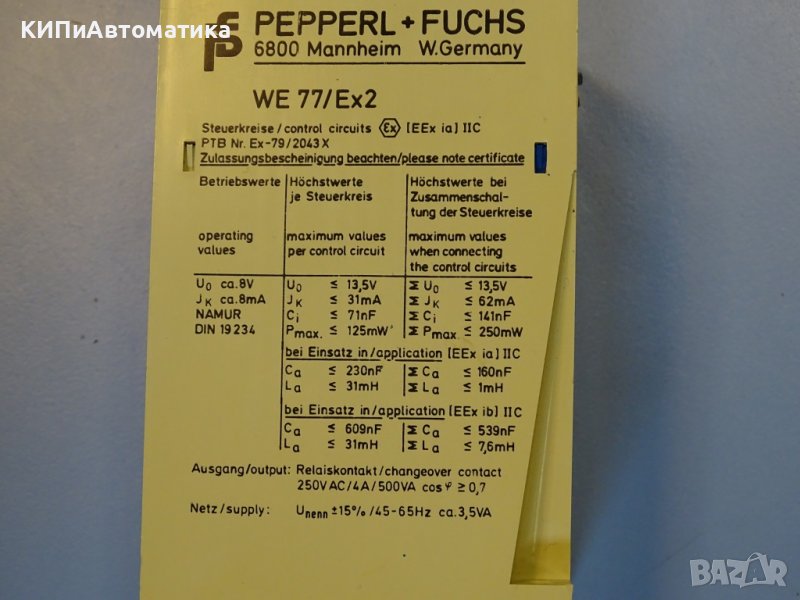 КИПиАвтоматика
PEPPERL + FUCHS
6800 Mannheim W. Germany
WE 77/Ex2
Steuerkreise / control circuits Ex [EEx ia] IIC
PTB Nr. Ex-79/2043 X
Zulassungsbescheinigung beachten/please note certificate
Betriebswerte Höchstwerte Höchstwerte bei
je Steuerkreis Zusammenschal-
tung der Steuerkreise
operating maximum values maximum values
values per control circuit when connecting
the control circuits
U₀ ca. 8V U₀ ≤ 13,5V Σ U₀ ≤ 13,5V
JK ca. 8mA JK ≤ 31mA Σ JK ≤ 62mA
NAMUR Ci ≤ 71nF Σ Ci ≤ 141nF
DIN 19 234 Pmax. ≤ 125mW Σ Pmax. ≤ 250mW
bei Einsatz in/application [EEx ia] IIC
Ca ≤ 230nF Σ Ca ≤ 160nF
La ≤ 31mH Σ La ≤ 1mH
bei Einsatz in/application [EEx ib] IIC
Ca ≤ 609nF Σ Ca ≤ 539nF
La ≤ 31mH Σ La ≤ 7,6mH
Ausgang/output: Relaiskontakt/changeover contact
250VAC/4A/500VA cos φ ≥ 0,7
Netz/supply: Unenn ±15% /45-65Hz ca. 3,5VA
BAZAR